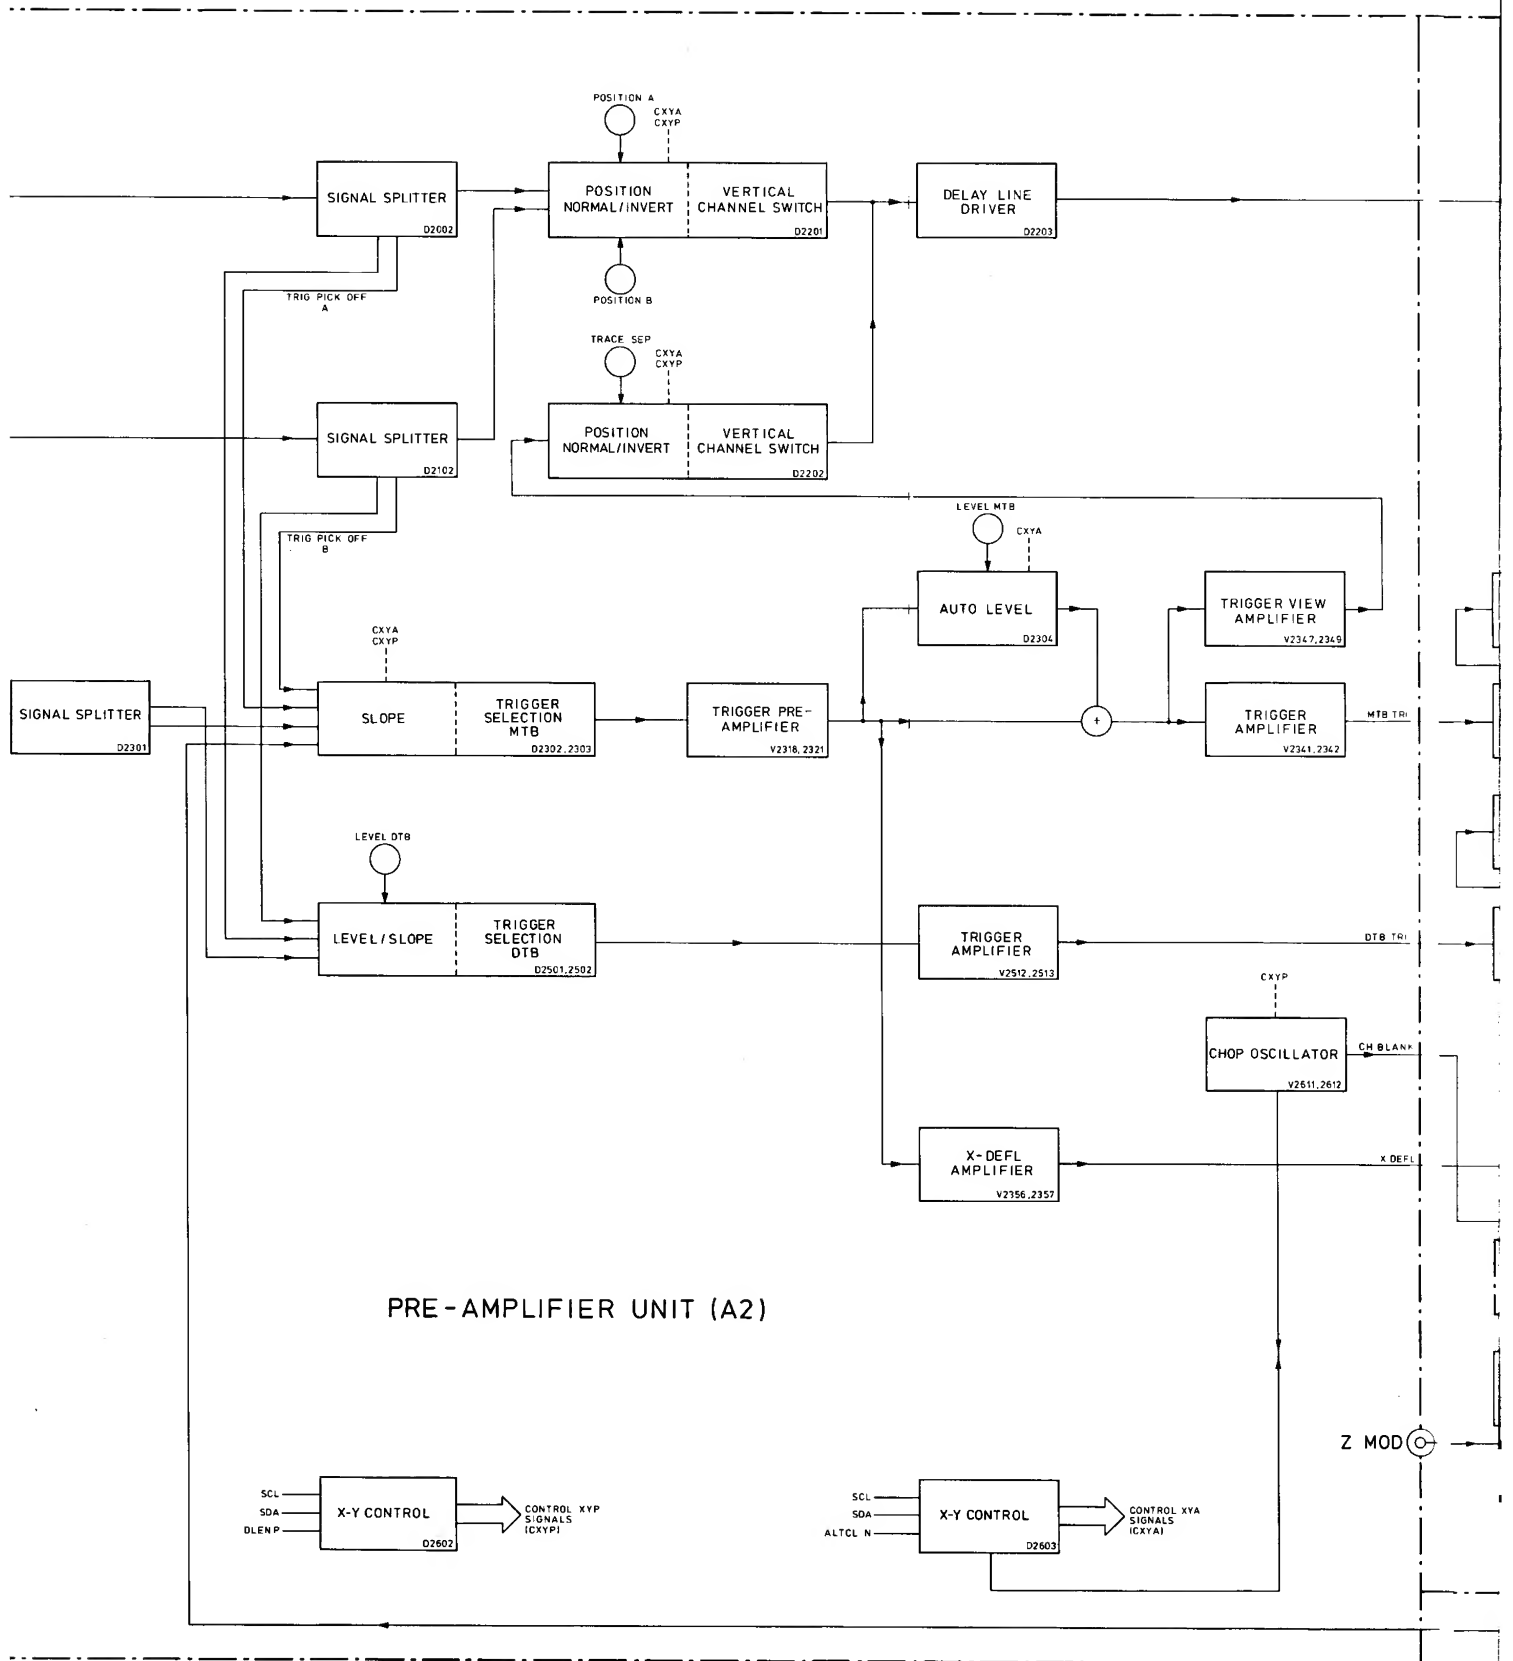 POSITION A
CXYA
CXYP
SIGNAL SPLITTER
D2002
POSITION
NORMAL/INVERT
VERTICAL
CHANNEL SWITCH
D2201
DELAY LINE
DRIVER
D2203
TRIG PICK OFF
A
POSITION B
TRACE SEP
CXYA
CXYP
SIGNAL SPLITTER
D2102
POSITION
NORMAL/INVERT
VERTICAL
CHANNEL SWITCH
D2202
TRIG PICK OFF
B
LEVEL MTB
CXYA
AUTO LEVEL
D2304
TRIGGER VIEW
AMPLIFIER
V2347,2349
CXYA
CXYP
SIGNAL SPLITTER
D2301
SLOPE
TRIGGER
SELECTION
MTB
D2302,2303
TRIGGER PRE-
AMPLIFIER
V2318,2321
+
TRIGGER
AMPLIFIER
V2341,2342
MTB TRI
LEVEL DTB
LEVEL/SLOPE
TRIGGER
SELECTION
DTB
D2501,2502
TRIGGER
AMPLIFIER
V2512,2513
DTB TRI
CXYP
CHOP OSCILLATOR
V2611,2612
CH BLANK
X-DEFL
AMPLIFIER
V2356,2357
X DEFL
PRE-AMPLIFIER UNIT (A2)
Z MOD
SCL
SDA
DLEN P
X-Y CONTROL
D2602
CONTROL XYP
SIGNALS
(CXYP)
SCL
SDA
ALTCL N
X-Y CONTROL
D2603
CONTROL XYA
SIGNALS
(CXYA)